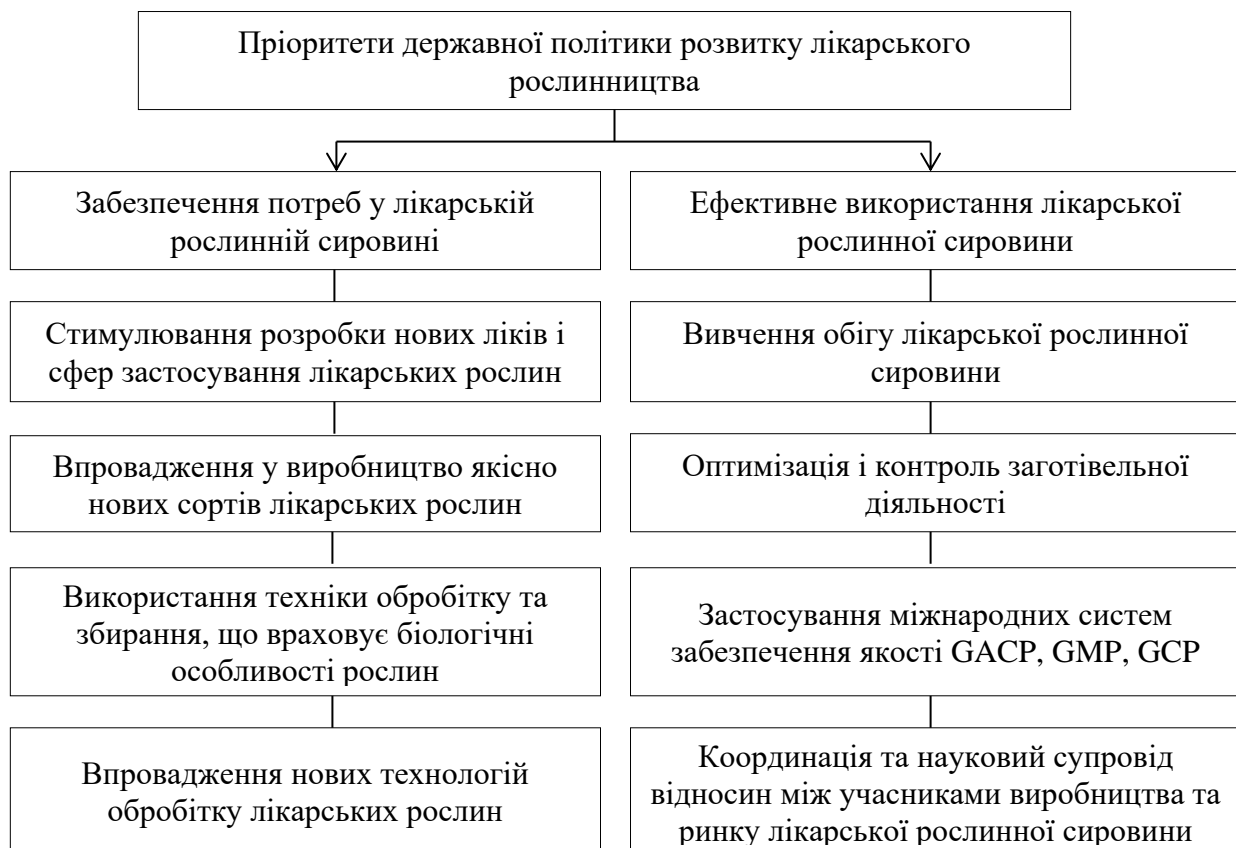 Пріоритети державної політики розвитку лікарського
рослинництва
Забезпечення потреб у лікарській
рослинній сировині
Стимулювання розробки нових ліків і
сфер застосування лікарських рослин
Впровадження у виробництво якісно
нових сортів лікарських рослин
Використання техніки обробітку та
збирання, що враховує біологічні
особливості рослин
Впровадження нових технологій
обробітку лікарських рослин
Ефективне використання лікарської
рослинної сировини
Вивчення обігу лікарської рослинної
сировини
Оптимізація і контроль заготівельної
діяльності
Застосування міжнародних систем
забезпечення якості GACP, GMP, GCP
Координація та науковий супровід
відносин між учасниками виробництва та
ринку лікарської рослинної сировини